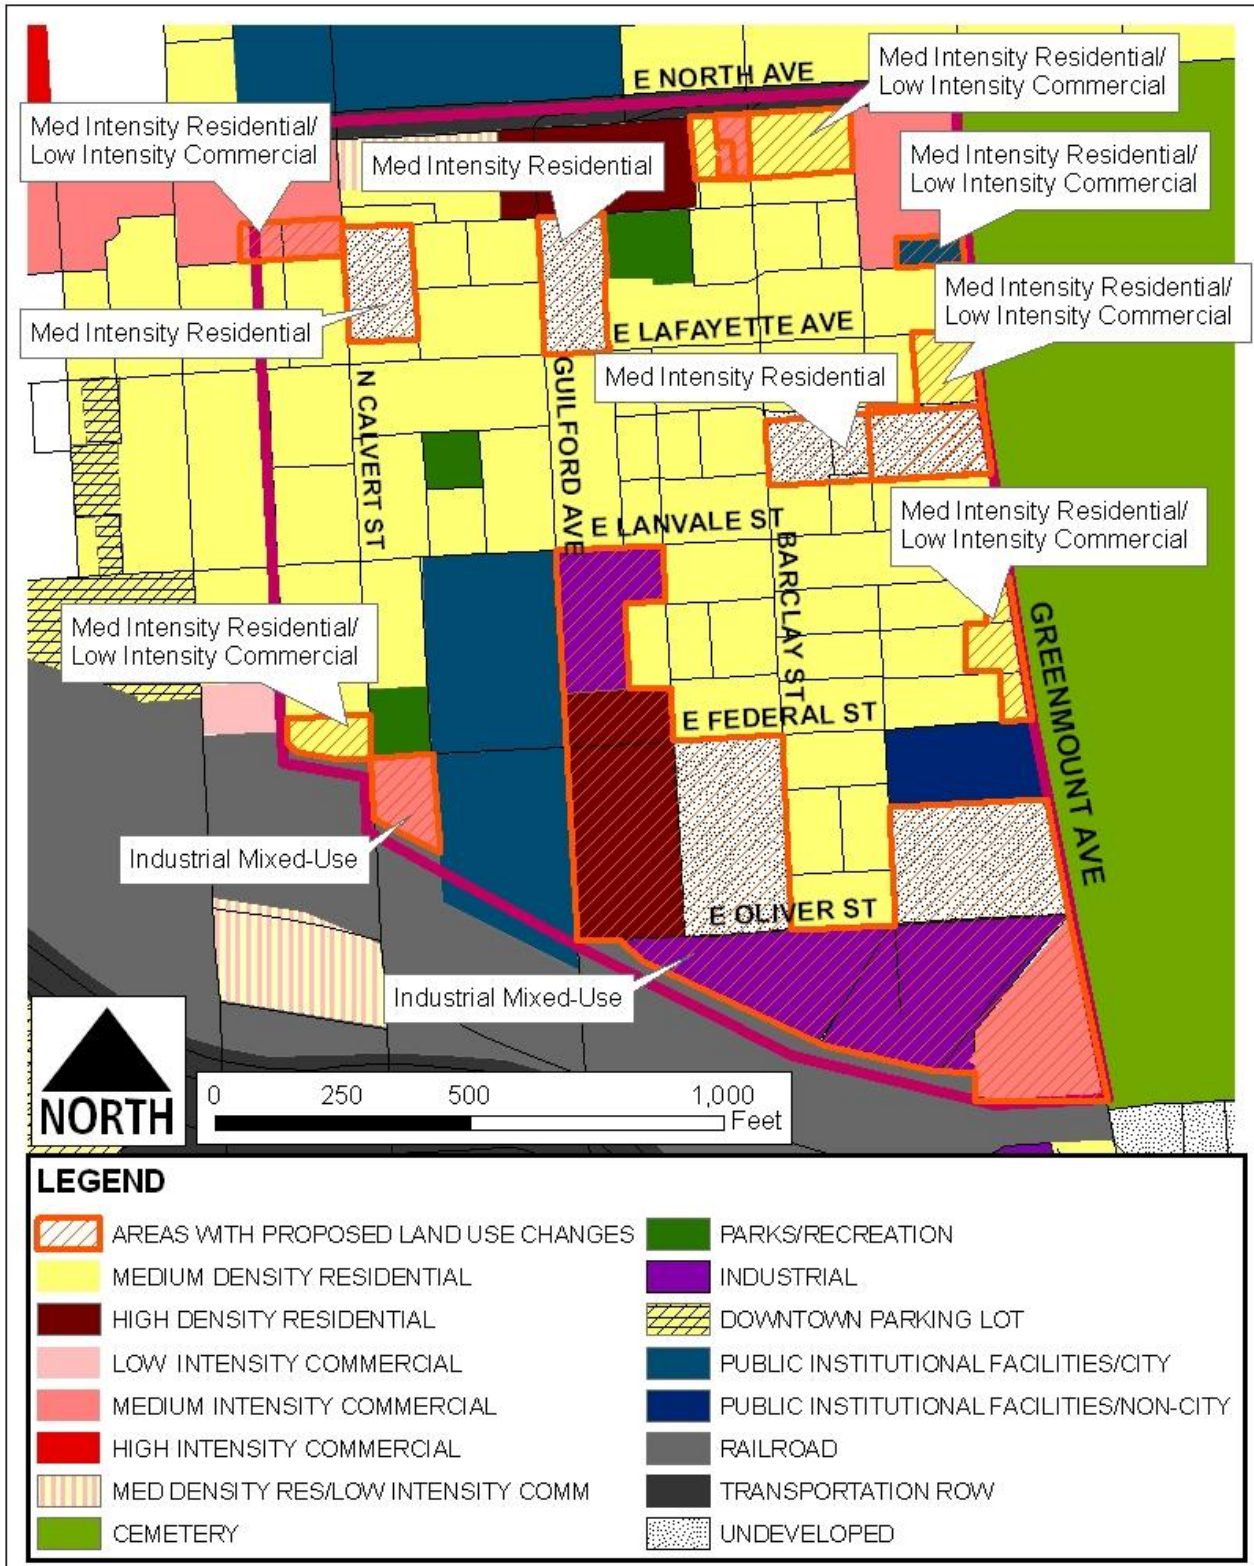 E NORTH AVE
Med Intensity Residential/
Low Intensity Commercial
Med Intensity Residential/
Low Intensity Commercial
Med Intensity Residential
Med Intensity Residential/
Low Intensity Commercial
Med Intensity Residential/
Low Intensity Commercial
Med Intensity Residential
E LAFAYETTE AVE
Med Intensity Residential
N CALVERT ST
GUILFORD AVE
E LANVALE ST
BARCLAY ST
Med Intensity Residential/
Low Intensity Commercial
GREENMOUNT AVE
Med Intensity Residential/
Low Intensity Commercial
E FEDERAL ST
Industrial Mixed-Use
E OLIVER ST
Industrial Mixed-Use
NORTH
0 250 500 1,000
Feet
LEGEND
AREAS WITH PROPOSED LAND USE CHANGES
MEDIUM DENSITY RESIDENTIAL
HIGH DENSITY RESIDENTIAL
LOW INTENSITY COMMERCIAL
MEDIUM INTENSITY COMMERCIAL
HIGH INTENSITY COMMERCIAL
MED DENSITY RES/LOW INTENSITY COMM
CEMETERY
PARKS/RECREATION
INDUSTRIAL
DOWNTOWN PARKING LOT
PUBLIC INSTITUTIONAL FACILITIES/CITY
PUBLIC INSTITUTIONAL FACILITIES/NON-CITY
RAILROAD
TRANSPORTATION ROW
UNDEVELOPED